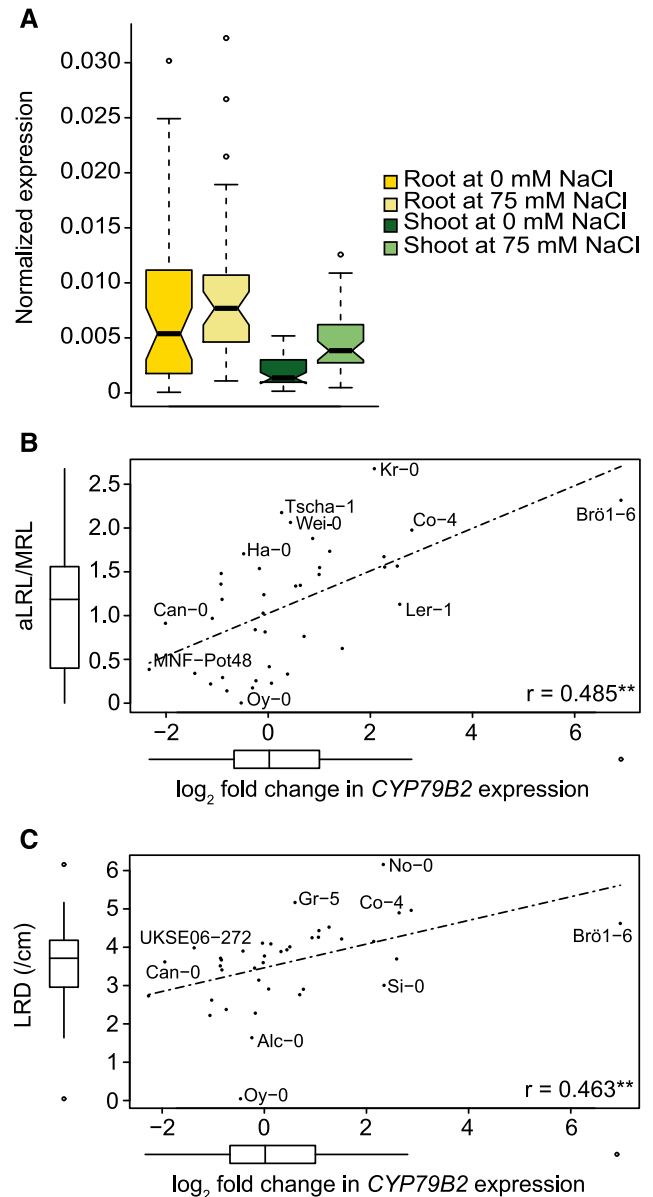 A
Normalized expression
0.030
0.025
0.020
0.015
0.010
0.005
0
Root at 0 mM NaCl
Root at 75 mM NaCl
Shoot at 0 mM NaCl
Shoot at 75 mM NaCl
B
aLRL/MRL
2.5
2.0
1.5
1.0
0.5
0
Kr−0
Tscha−1
Wei-0
Co−4
Brö1−6
Ha−0
Can−0
Ler−1
MNF−Pot48
Oy−0
r = 0.485**
−2 0 2 4 6
log₂ fold change in CYP79B2 expression
C
LRD (/cm)
6
5
4
3
2
1
0
No−0
Gr−5
Co−4
UKSE06−272
Brö1−6
Can−0
Si−0
Alc−0
Oy−0
r = 0.463**
−2 0 2 4 6
log₂ fold change in CYP79B2 expression